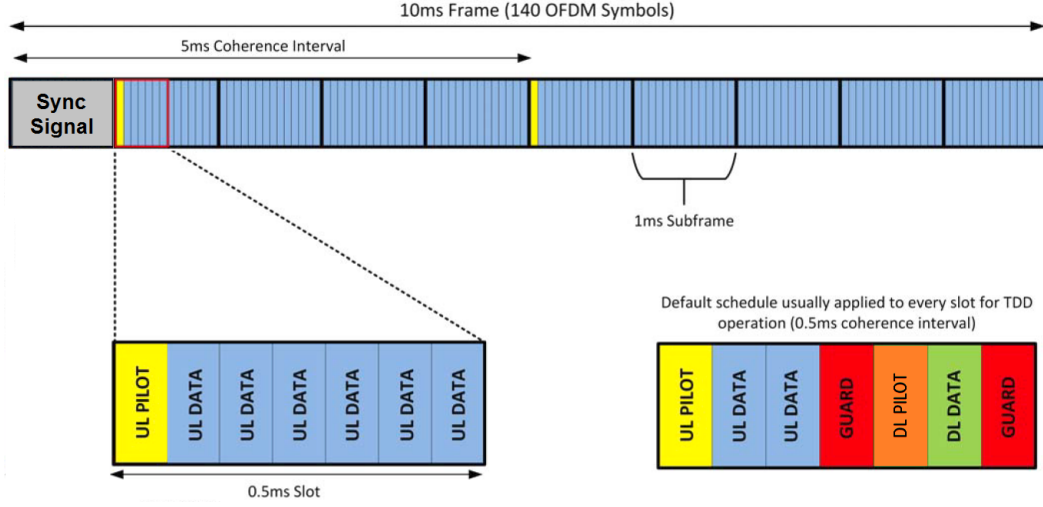 10ms Frame (140 OFDM Symbols)
5ms Coherence Interval
Sync
Signal
1ms Subframe
Default schedule usually applied to every slot for TDD
operation (0.5ms coherence interval)
UL PILOT
UL DATA
UL DATA
UL DATA
UL DATA
UL DATA
UL DATA
0.5ms Slot
UL PILOT
UL DATA
UL DATA
GUARD
DL PILOT
DL DATA
GUARD